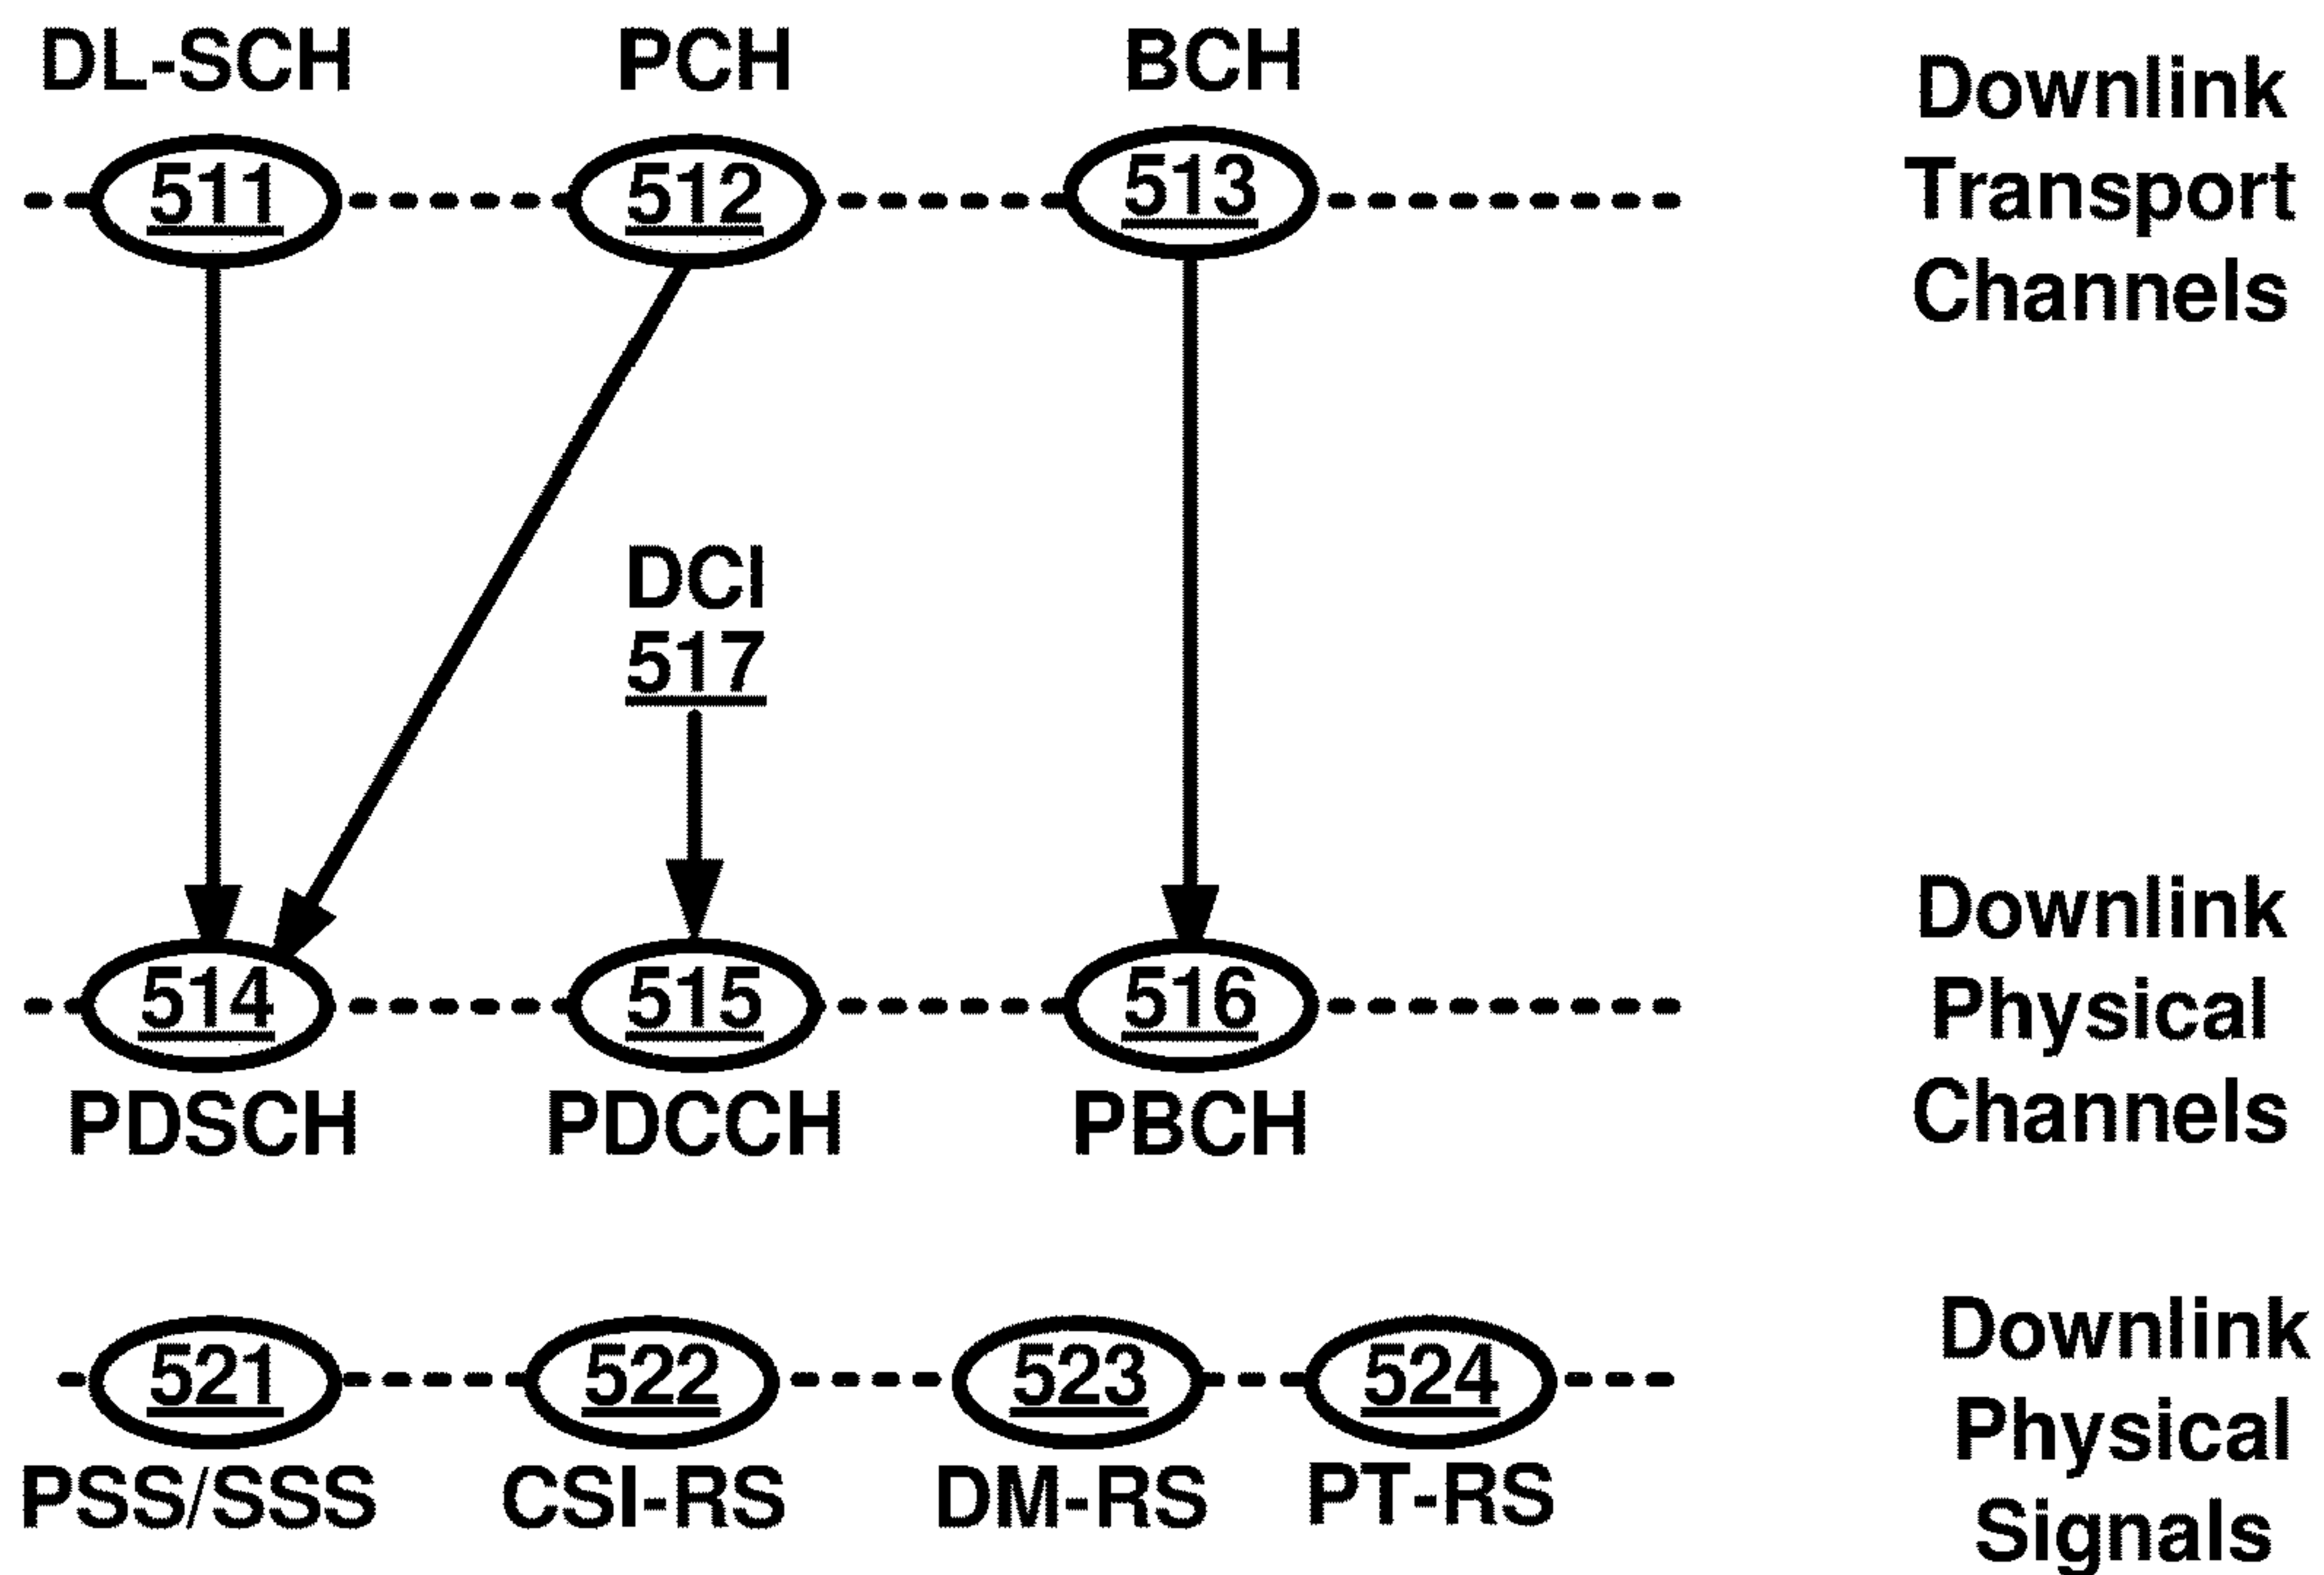 DL-SCH
PCH
BCH
511
512
513
Downlink
Transport
Channels
DCI
517
514
515
516
PDSCH
PDCCH
PBCH
Downlink
Physical
Channels
521
522
523
524
PSS/SSS
CSI-RS
DM-RS
PT-RS
Downlink
Physical
Signals